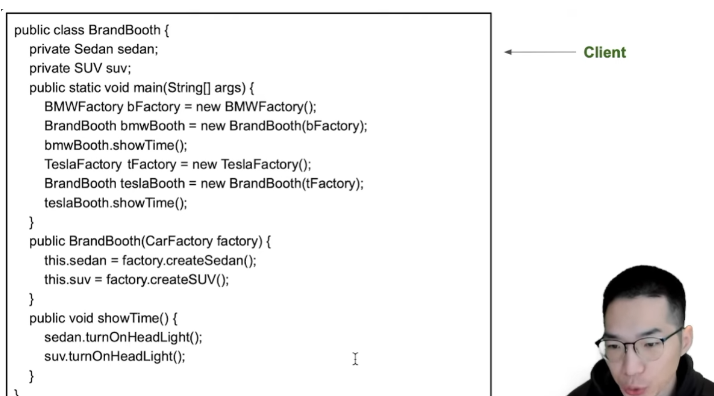 public class BrandBooth {
private Sedan sedan;
private SUV suv;
public static void main(String[] args) {
BMWFactory bFactory = new BMWFactory();
BrandBooth bmwBooth = new BrandBooth(bFactory);
bmwBooth.showTime();
TeslaFactory tFactory = new TeslaFactory();
BrandBooth teslaBooth = new BrandBooth(tFactory);
teslaBooth.showTime();
}
public BrandBooth(CarFactory factory) {
this.sedan = factory.createSedan();
this.suv = factory.createSUV();
}
public void showTime() {
sedan.turnOnHeadLight();
suv.turnOnHeadLight();
}
}
Client